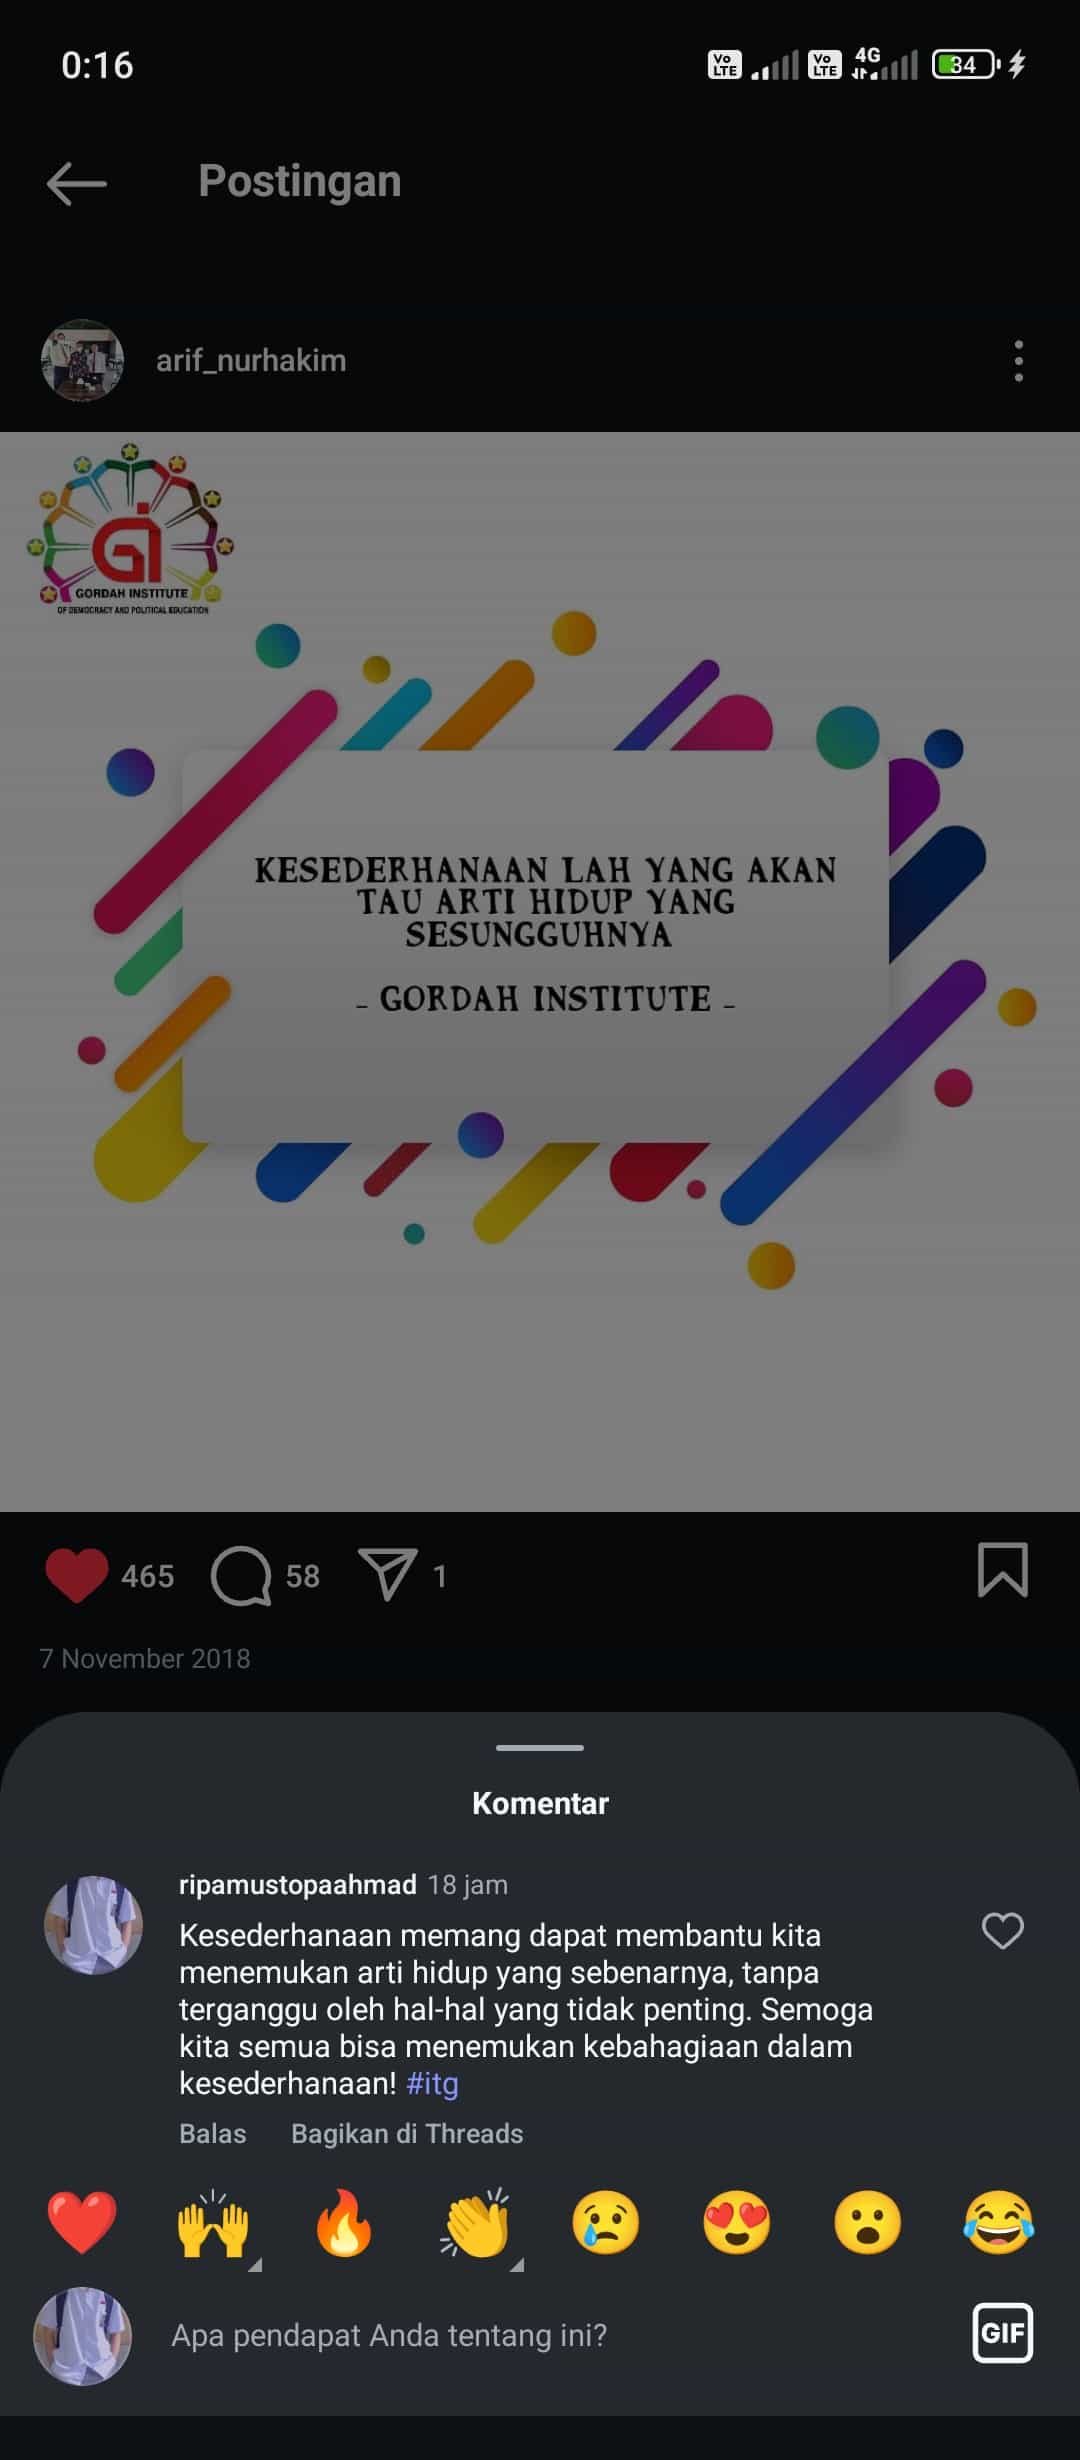 0:16
Vo LTE
Vo LTE
4G
34
Postingan
arif_nurhakim
GI
GORDAH INSTITUTE
OF DEMOCRACY AND POLITICAL EDUCATION
KESEDERHANAAN LAH YANG AKAN
TAU ARTI HIDUP YANG
SESUNGGUHNYA
- GORDAH INSTITUTE -
465
58
1
7 November 2018
Komentar
ripamustopaahmad 18 jam
Kesederhanaan memang dapat membantu kita
menemukan arti hidup yang sebenarnya, tanpa
terganggu oleh hal-hal yang tidak penting. Semoga
kita semua bisa menemukan kebahagiaan dalam
kesederhanaan! #itg
Balas
Bagikan di Threads
Apa pendapat Anda tentang ini?
GIF